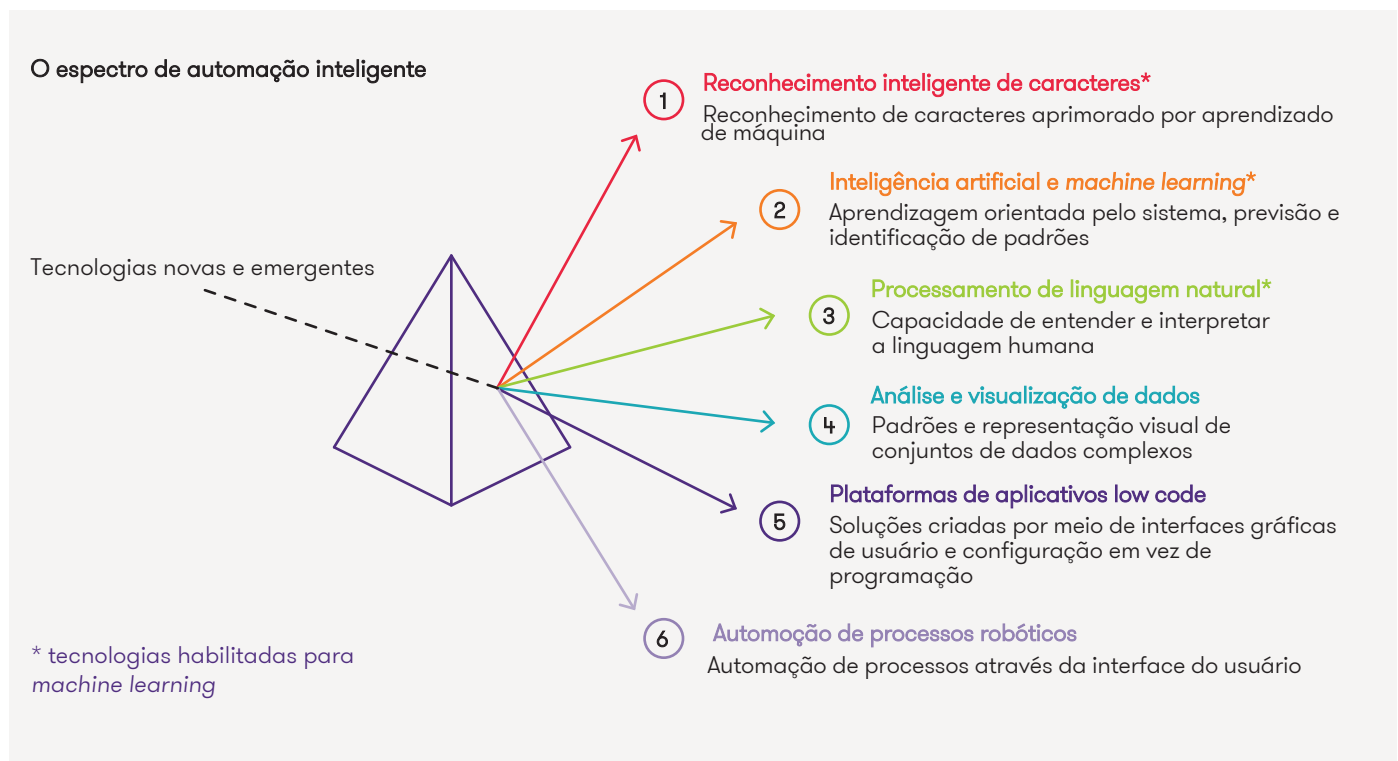 O espectro de automação inteligente
1
Reconhecimento inteligente de caracteres*
Reconhecimento de caracteres aprimorado por aprendizado
de máquina
2
Inteligência artificial e machine learning*
Aprendizagem orientada pelo sistema, previsão e
identificação de padrões
Tecnologias novas e emergentes
3
Processamento de linguagem natural*
Capacidade de entender e interpretar
a linguagem humana
4
Análise e visualização de dados
Padrões e representação visual de
conjuntos de dados complexos
5
Plataformas de aplicativos low code
Soluções criadas por meio de interfaces gráficas
de usuário e configuração em vez de
programação
6
Automoção de processos robóticos
Automação de processos através da interface do usuário
* tecnologias habilitadas para
machine learning